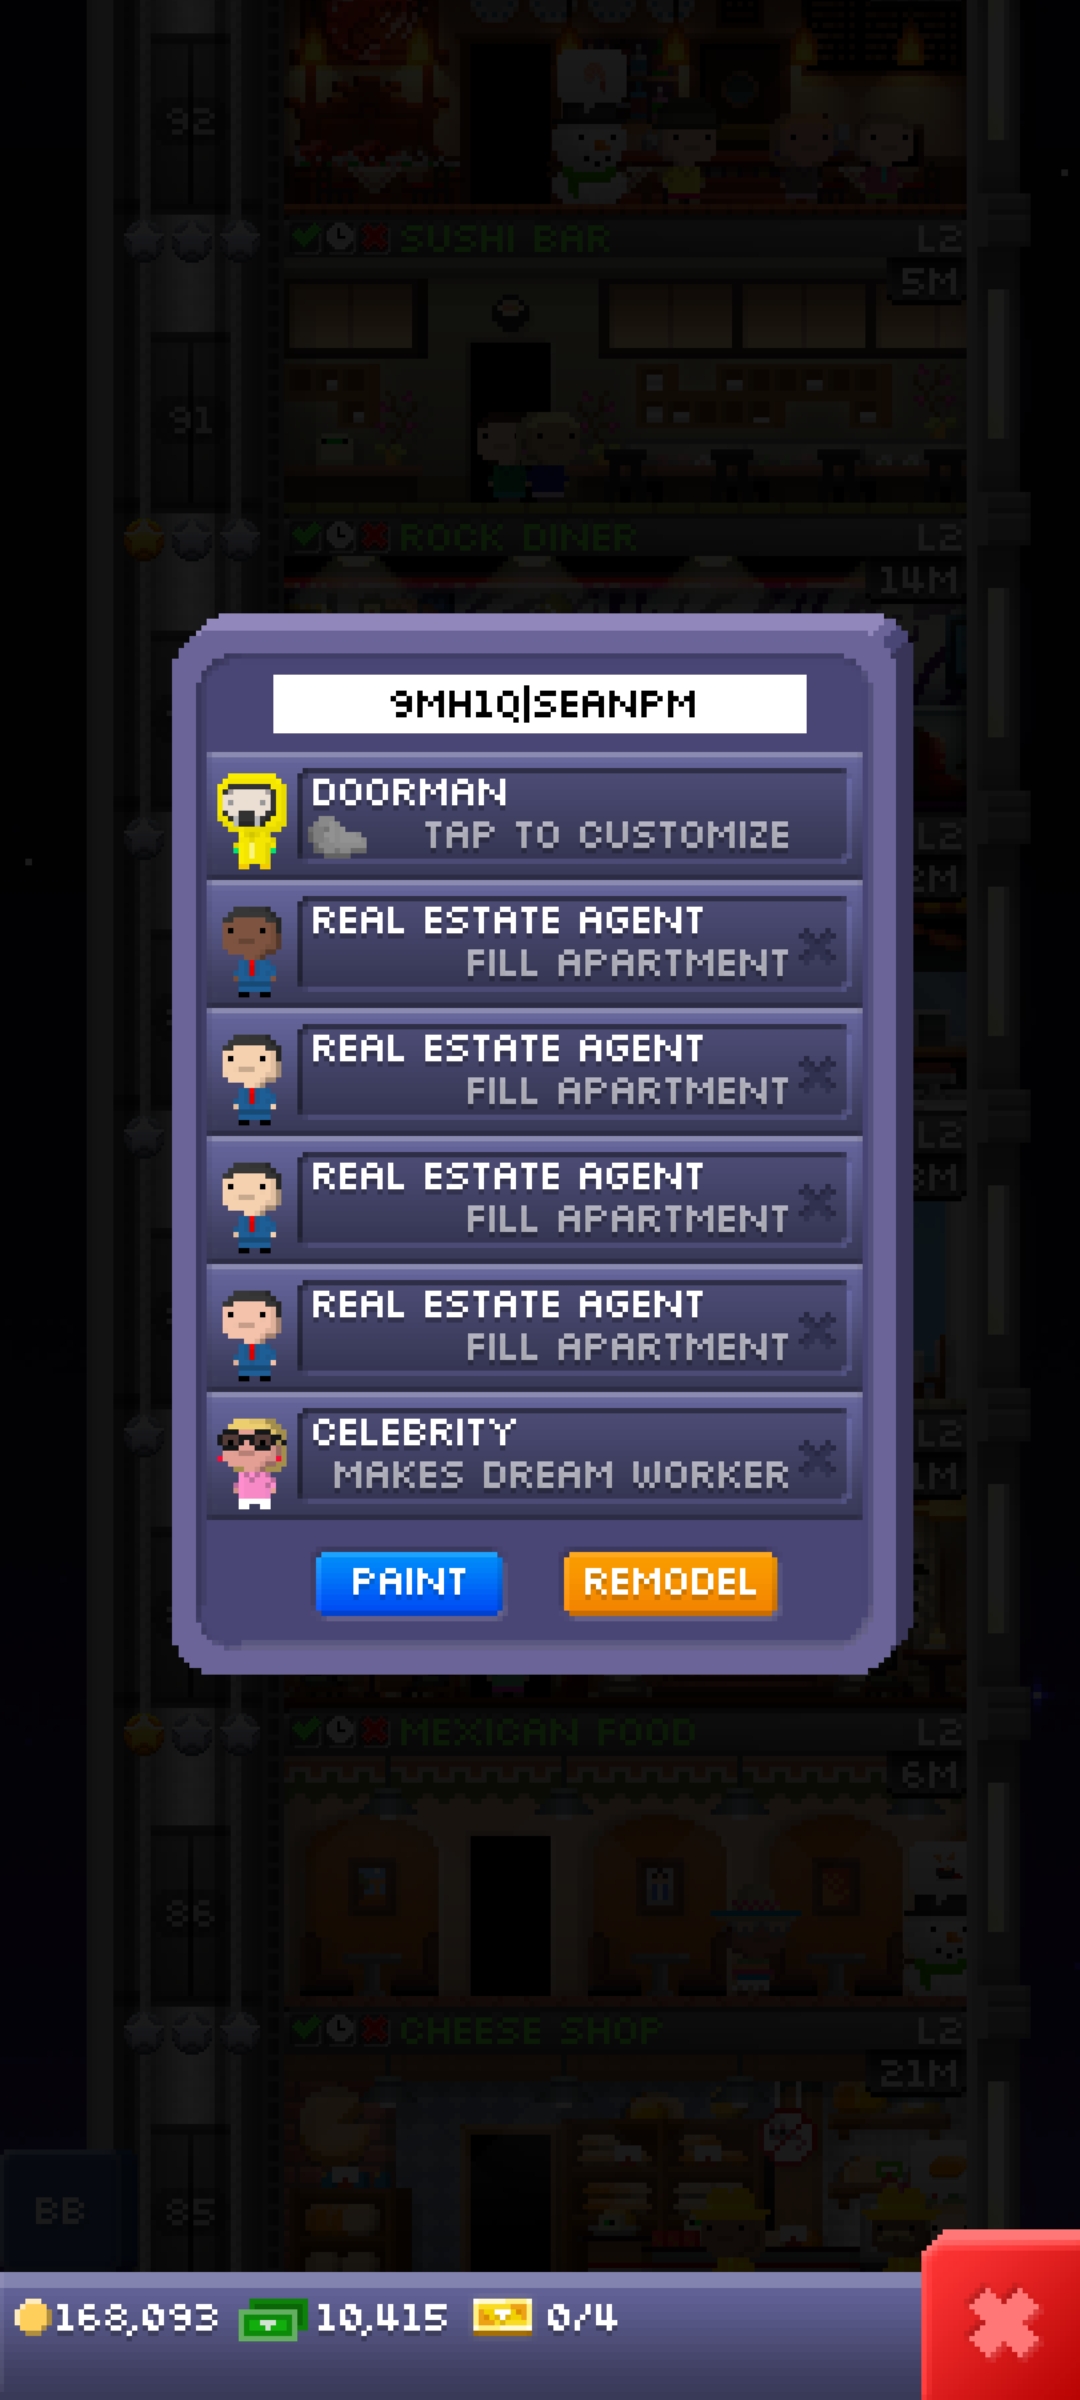 92
SUSHI BAR L2
5M
91
ROCK DINER L2
14M
9MH1Q|SEANPM
DOORMAN
TAP TO CUSTOMIZE
REAL ESTATE AGENT
FILL APARTMENT
REAL ESTATE AGENT
FILL APARTMENT
REAL ESTATE AGENT
FILL APARTMENT
REAL ESTATE AGENT
FILL APARTMENT
CELEBRITY
MAKES DREAM WORKER
L2
L2
L2
PAINT REMODEL
MEXICAN FOOD L2
6M
86
CHEESE SHOP L2
21M
BB
85
168,093 10,415 0/4